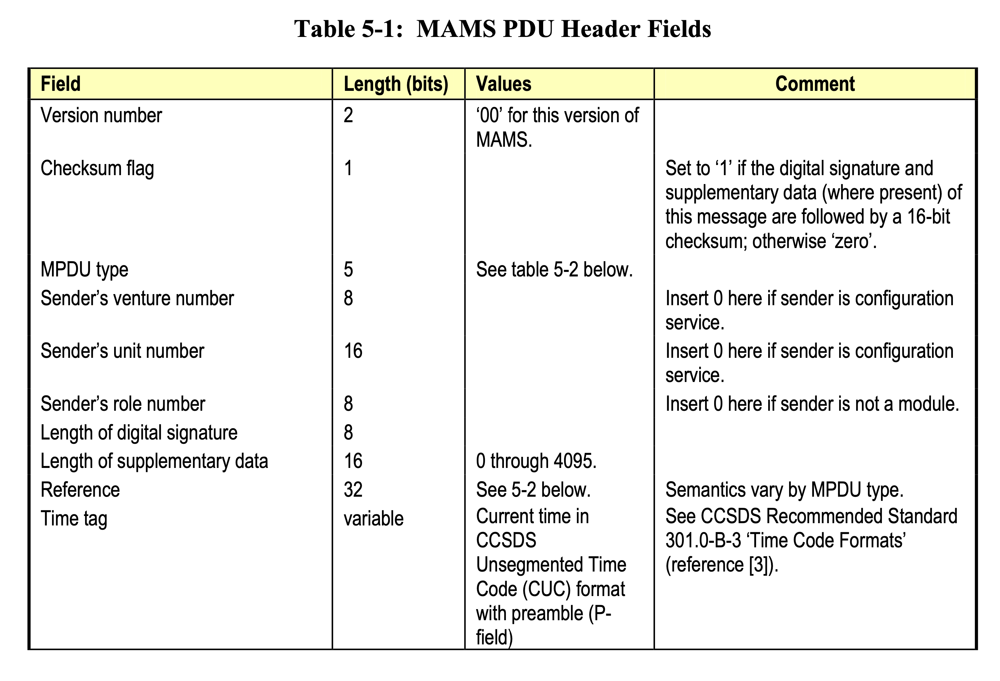 Table 5-1:  MAMS PDU Header Fields
Field Length (bits) Values Comment
Version number 2 ‘00’ for this version of
MAMS.
Checksum flag 1 Set to ‘1’ if the digital signature and
supplementary data (where present) of
this message are followed by a 16-bit
checksum; otherwise ‘zero’.
MPDU type 5 See table 5-2 below.
Sender’s venture number 8 Insert 0 here if sender is configuration
service.
Sender’s unit number 16 Insert 0 here if sender is configuration
service.
Sender’s role number 8 Insert 0 here if sender is not a module.
Length of digital signature 8
Length of supplementary data 16 0 through 4095.
Reference 32 See 5-2 below. Semantics vary by MPDU type.
Time tag variable Current time in See CCSDS Recommended Standard
CCSDS 301.0-B-3 ‘Time Code Formats’
Unsegmented Time (reference [3]).
Code (CUC) format
with preamble (P-
field)